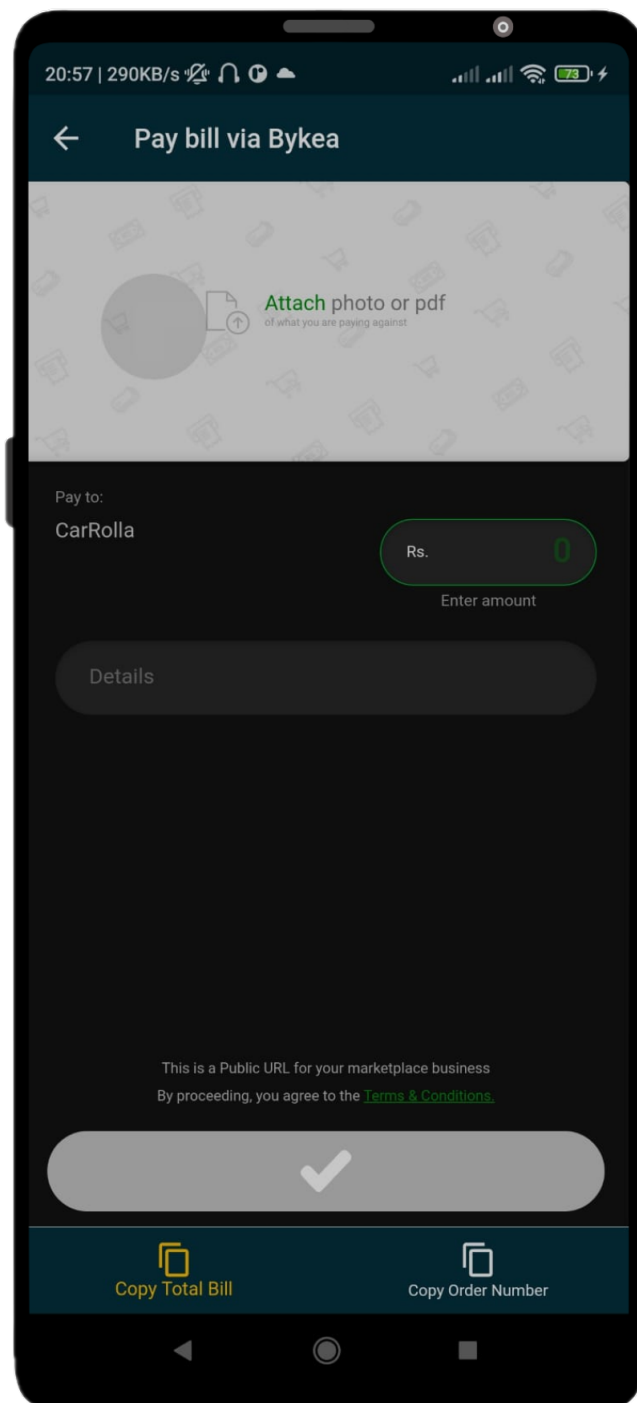 20:57 | 290KB/s
73
Pay bill via Bykea
Attach photo or pdf
of what you are paying against
Pay to:
CarRolla
Rs. 0
Enter amount
Details
This is a Public URL for your marketplace business
By proceeding, you agree to the Terms & Conditions.
Copy Total Bill
Copy Order Number